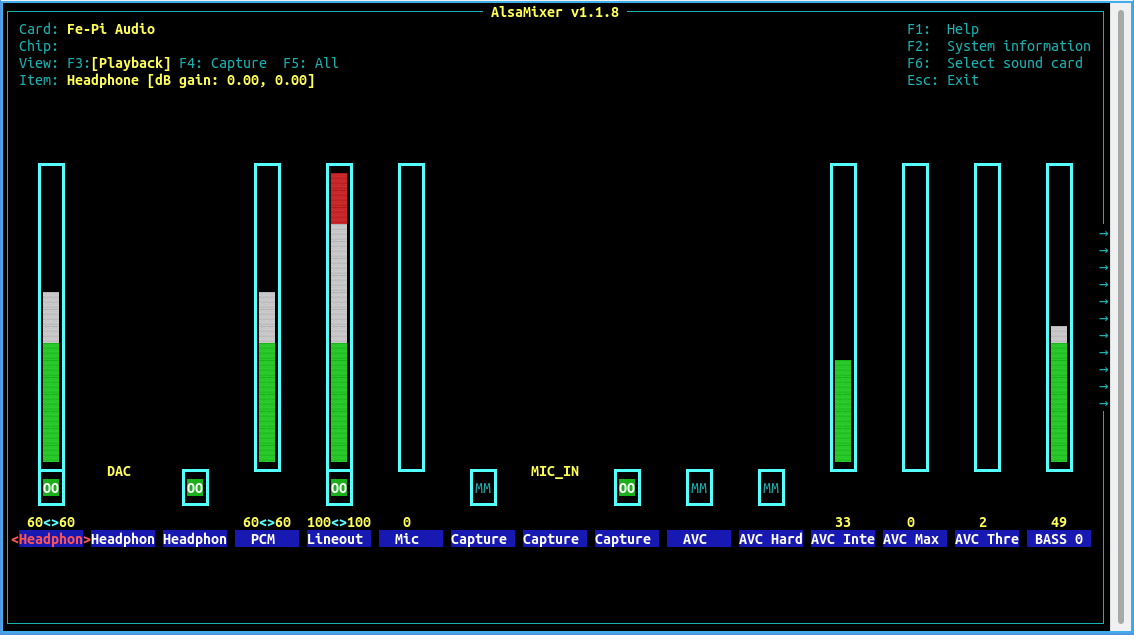 AlsaMixer v1.1.8
Card: Fe-Pi Audio F1: Help
Chip: F2: System information
View: F3:[Playback] F4: Capture F5: All F6: Select sound card
Item: Headphone [dB gain: 0.00, 0.00] Esc: Exit
→
→
→
→
→
→
→
→
→
→
→
DAC MIC_IN
OO OO OO MM OO MM MM
60<>60 60<>60 100<>100 0 33 0 2 49
<Headphon>Headphon Headphon PCM Lineout Mic Capture Capture Capture AVC AVC Hard AVC Inte AVC Max AVC Thre BASS 0